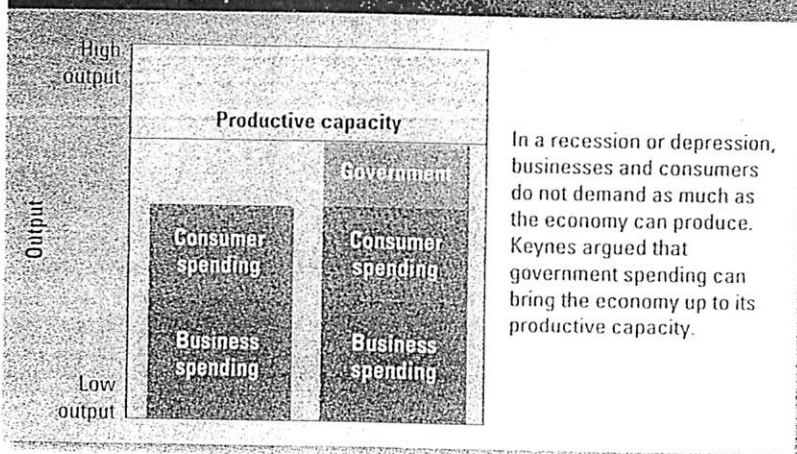 High
output
Productive capacity
Government
Consumer
spending
Consumer
spending
Output
Business
spending
Business
spending
Low
output
In a recession or depression,
businesses and consumers
do not demand as much as
the economy can produce.
Keynes argued that
government spending can
bring the economy up to its
productive capacity.